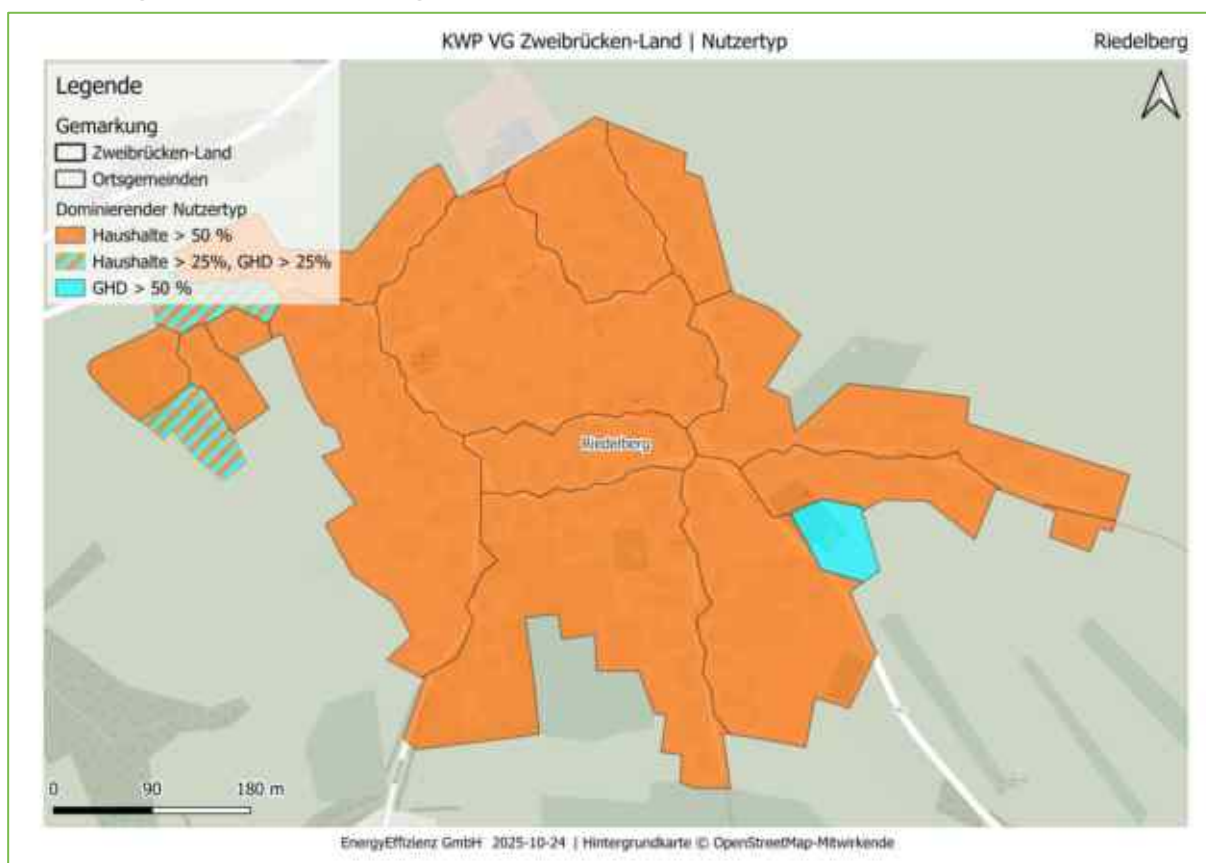 KWP VG Zweibrücken-Land | Nutzertyp
Riedelberg
Legende
Gemarkung
Zweibrücken-Land
Ortsgemeinden
Dominierender Nutzertyp
Haushalte > 50 %
Haushalte > 25%, GHD > 25%
GHD > 50 %
Riedelberg
0 90 180 m
EnergyEffizienz GmbH 2025-10-24 | Hintergrundkarte © OpenStreetMap-Mitwirkende